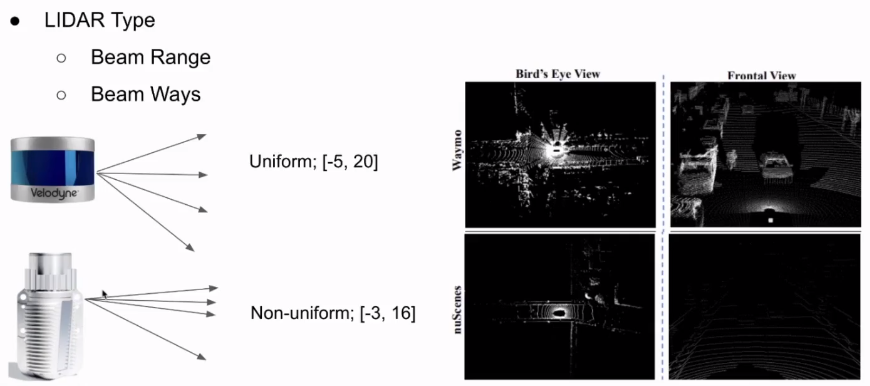 ● LIDAR Type
○ Beam Range
○ Beam Ways
Velodyne
Uniform; [-5, 20]
Non-uniform; [-3, 16]
Bird's Eye View
Frontal View
Waymo
nuScenes